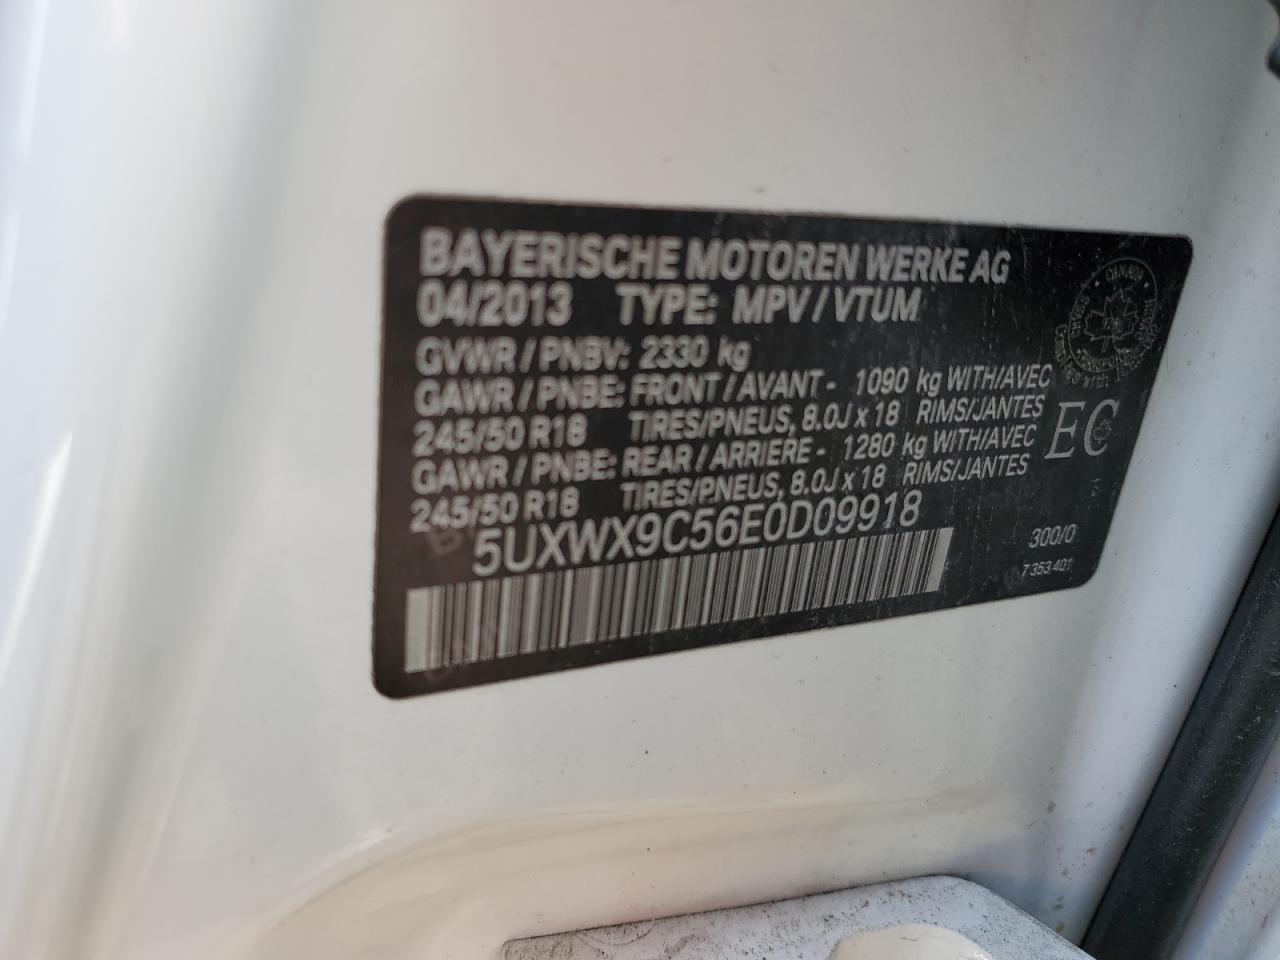 BAYERISCHE MOTOREN WERKE AG
04/2013 TYPE: MPV / VTUM
GVWR / PNBV: 2330 kg
GAWR / PNBE: FRONT / AVANT - 1090 kg WITH/AVEC
245/50 R18 TIRES/PNEUS, 8.0J x 18 RIMS/JANTES
GAWR / PNBE: REAR / ARRIERE - 1280 kg WITH/AVEC
245/50 R18 TIRES/PNEUS, 8.0J x 18 RIMS/JANTES
5UXWX9C56E0D09918
CANADA
TRANSPORT
EC
300/0
7 353 401